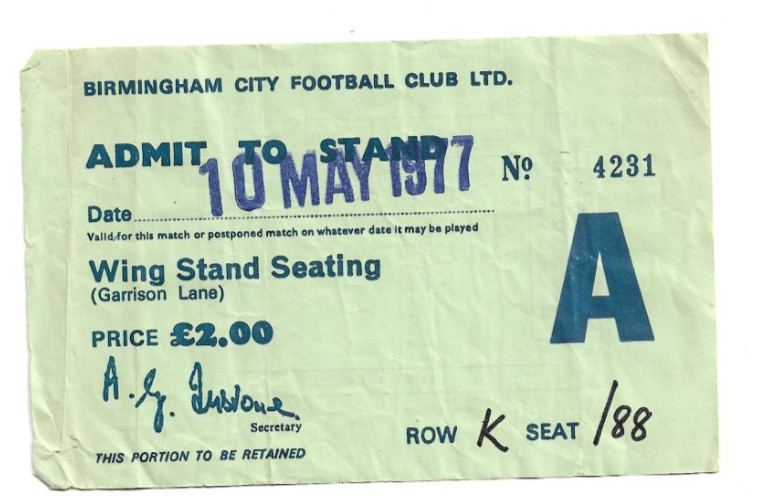 BIRMINGHAM CITY FOOTBALL CLUB LTD.
ADMIT TO STAND
10 MAY 1977
Nº 4231
Date
Valid for this match or postponed match on whatever date it may be played
A
Wing Stand Seating
(Garrison Lane)
PRICE £2.00
A. G.
Secretary
ROW K SEAT /88
THIS PORTION TO BE RETAINED